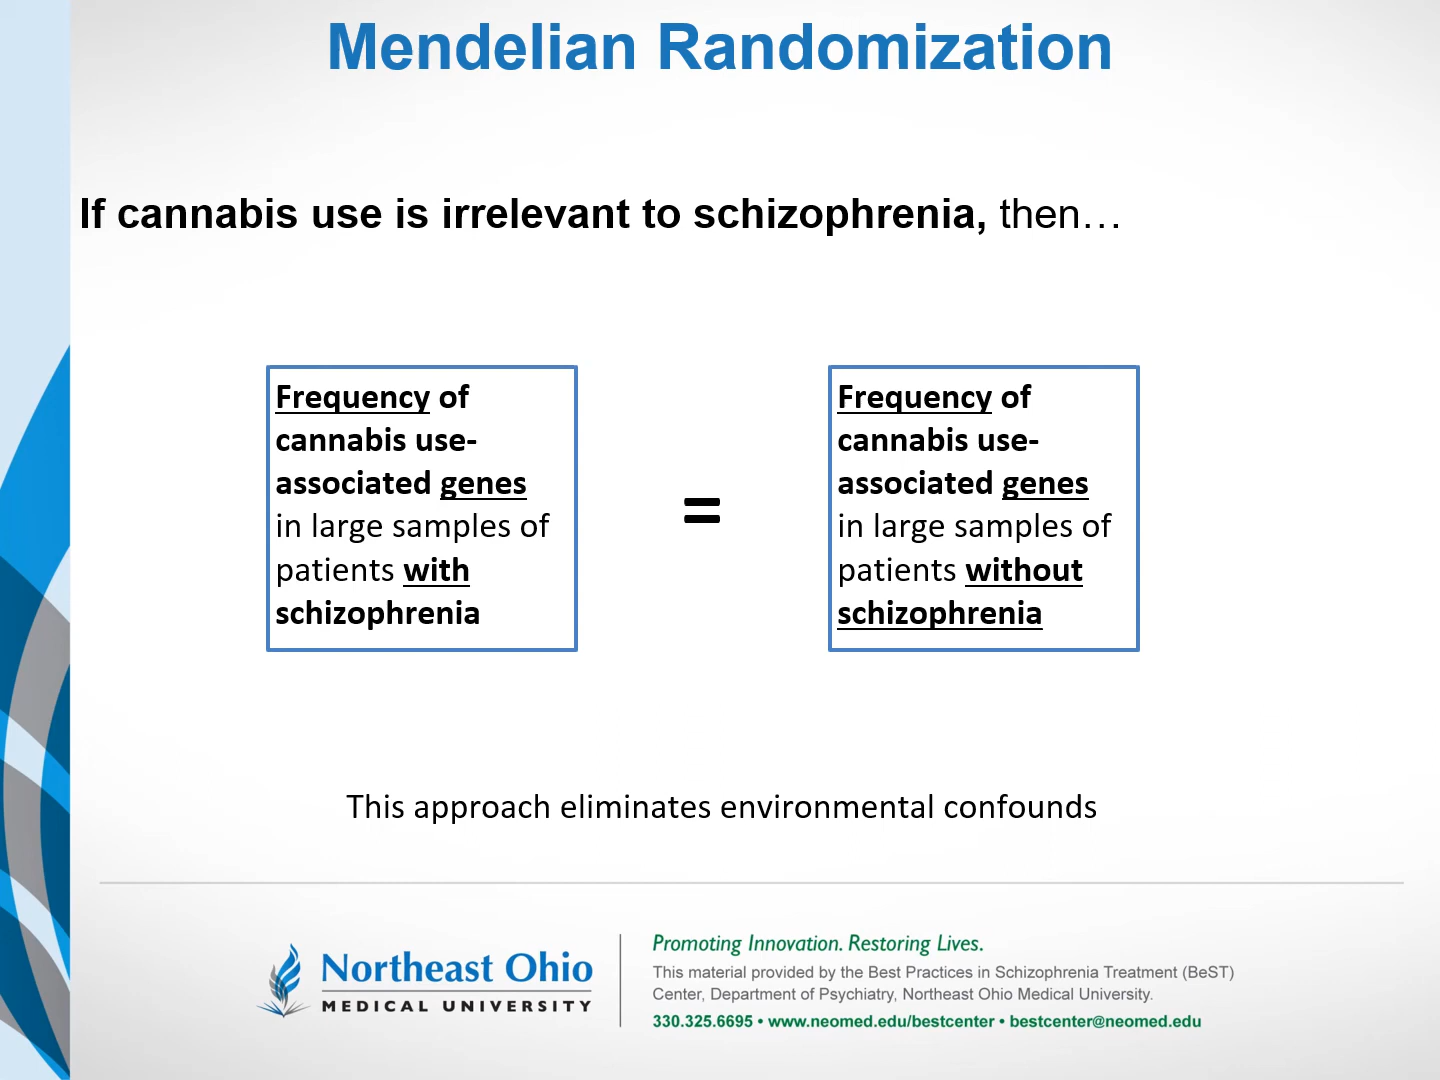 Mendelian Randomization
If cannabis use is irrelevant to schizophrenia, then…
Frequency of
cannabis use-
associated genes
in large samples of
patients with
schizophrenia
=
Frequency of
cannabis use-
associated genes
in large samples of
patients without
schizophrenia
This approach eliminates environmental confounds
Northeast Ohio
MEDICAL UNIVERSITY
Promoting Innovation. Restoring Lives.
This material provided by the Best Practices in Schizophrenia Treatment (BeST)
Center, Department of Psychiatry, Northeast Ohio Medical University.
330.325.6695 • www.neomed.edu/bestcenter • bestcenter@neomed.edu